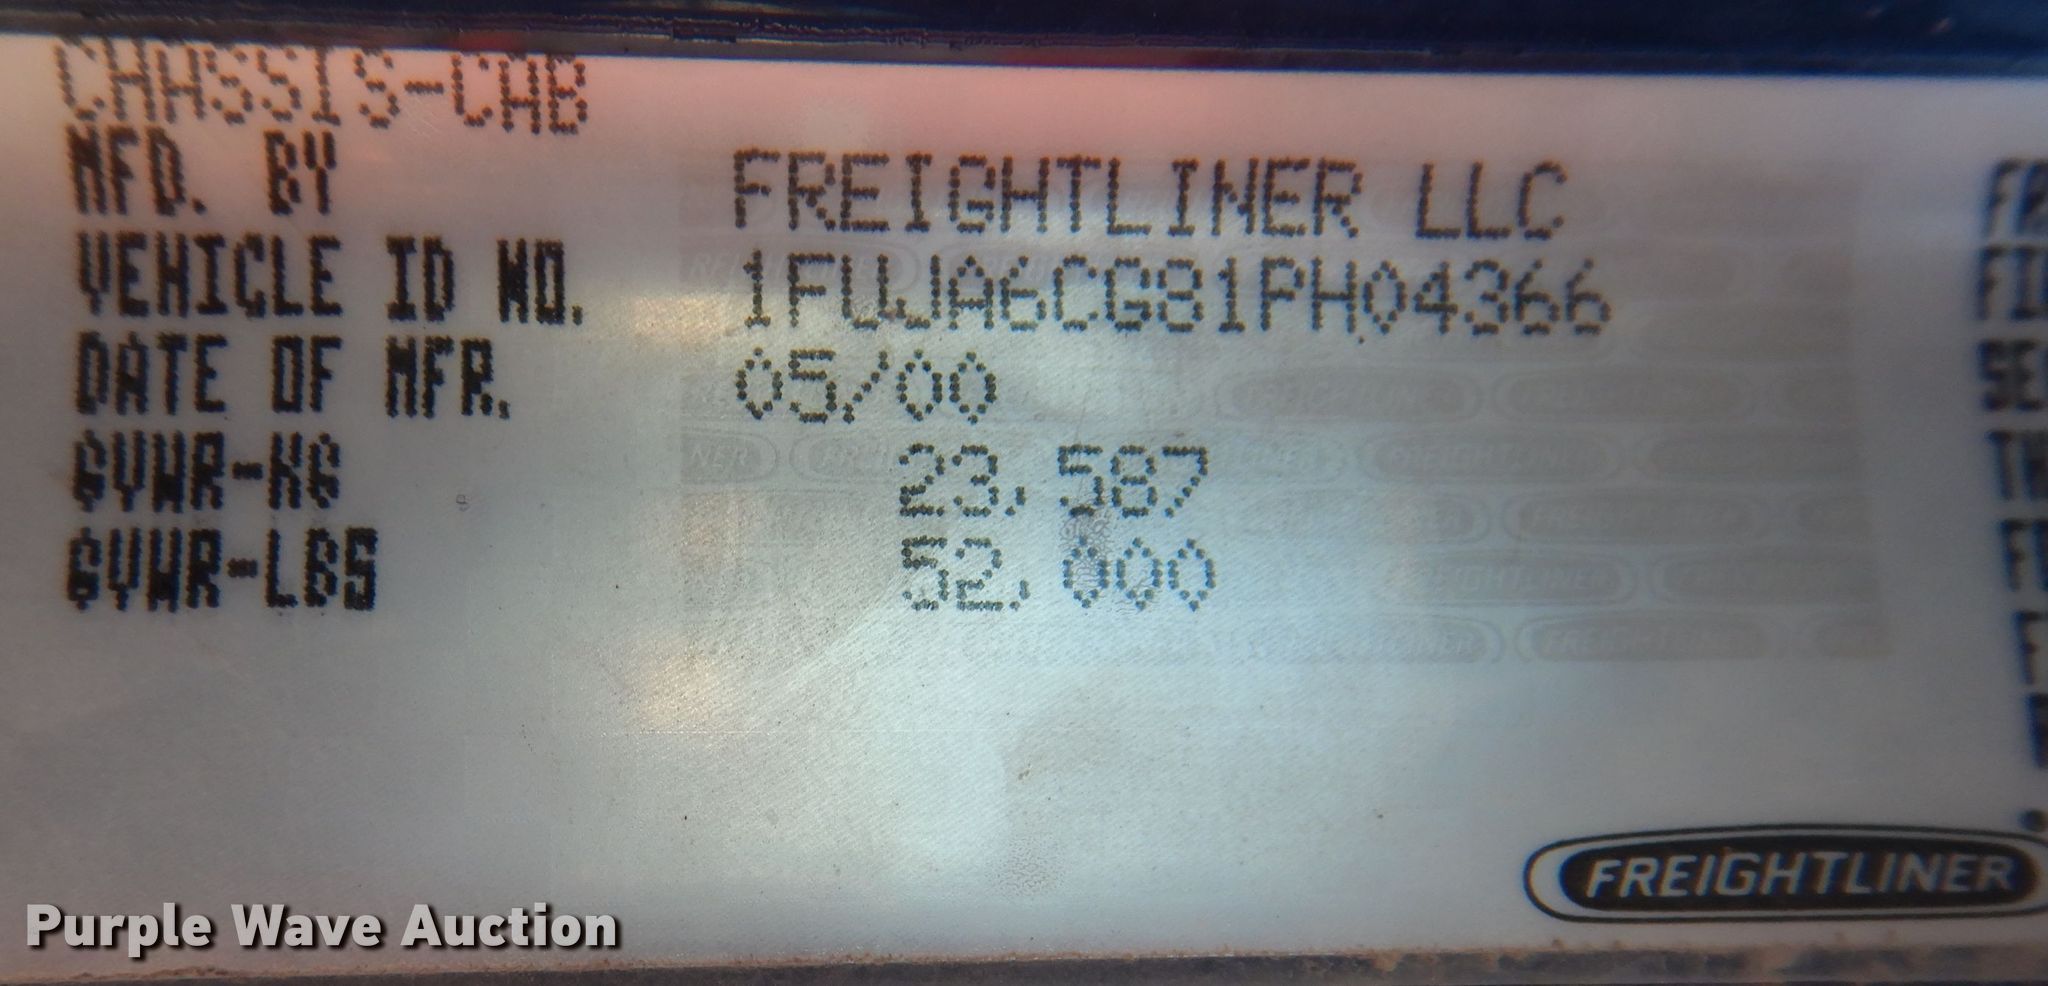 CHASSIS-CAB
MFD. BY FREIGHTLINER LLC
VEHICLE ID NO. 1FUWJA6CG81PH04366
DATE OF MFR. 05/00
GVWR-KG 23,587
GVWR-LBS 52,000
FREIGHTLINER
Purple Wave Auction